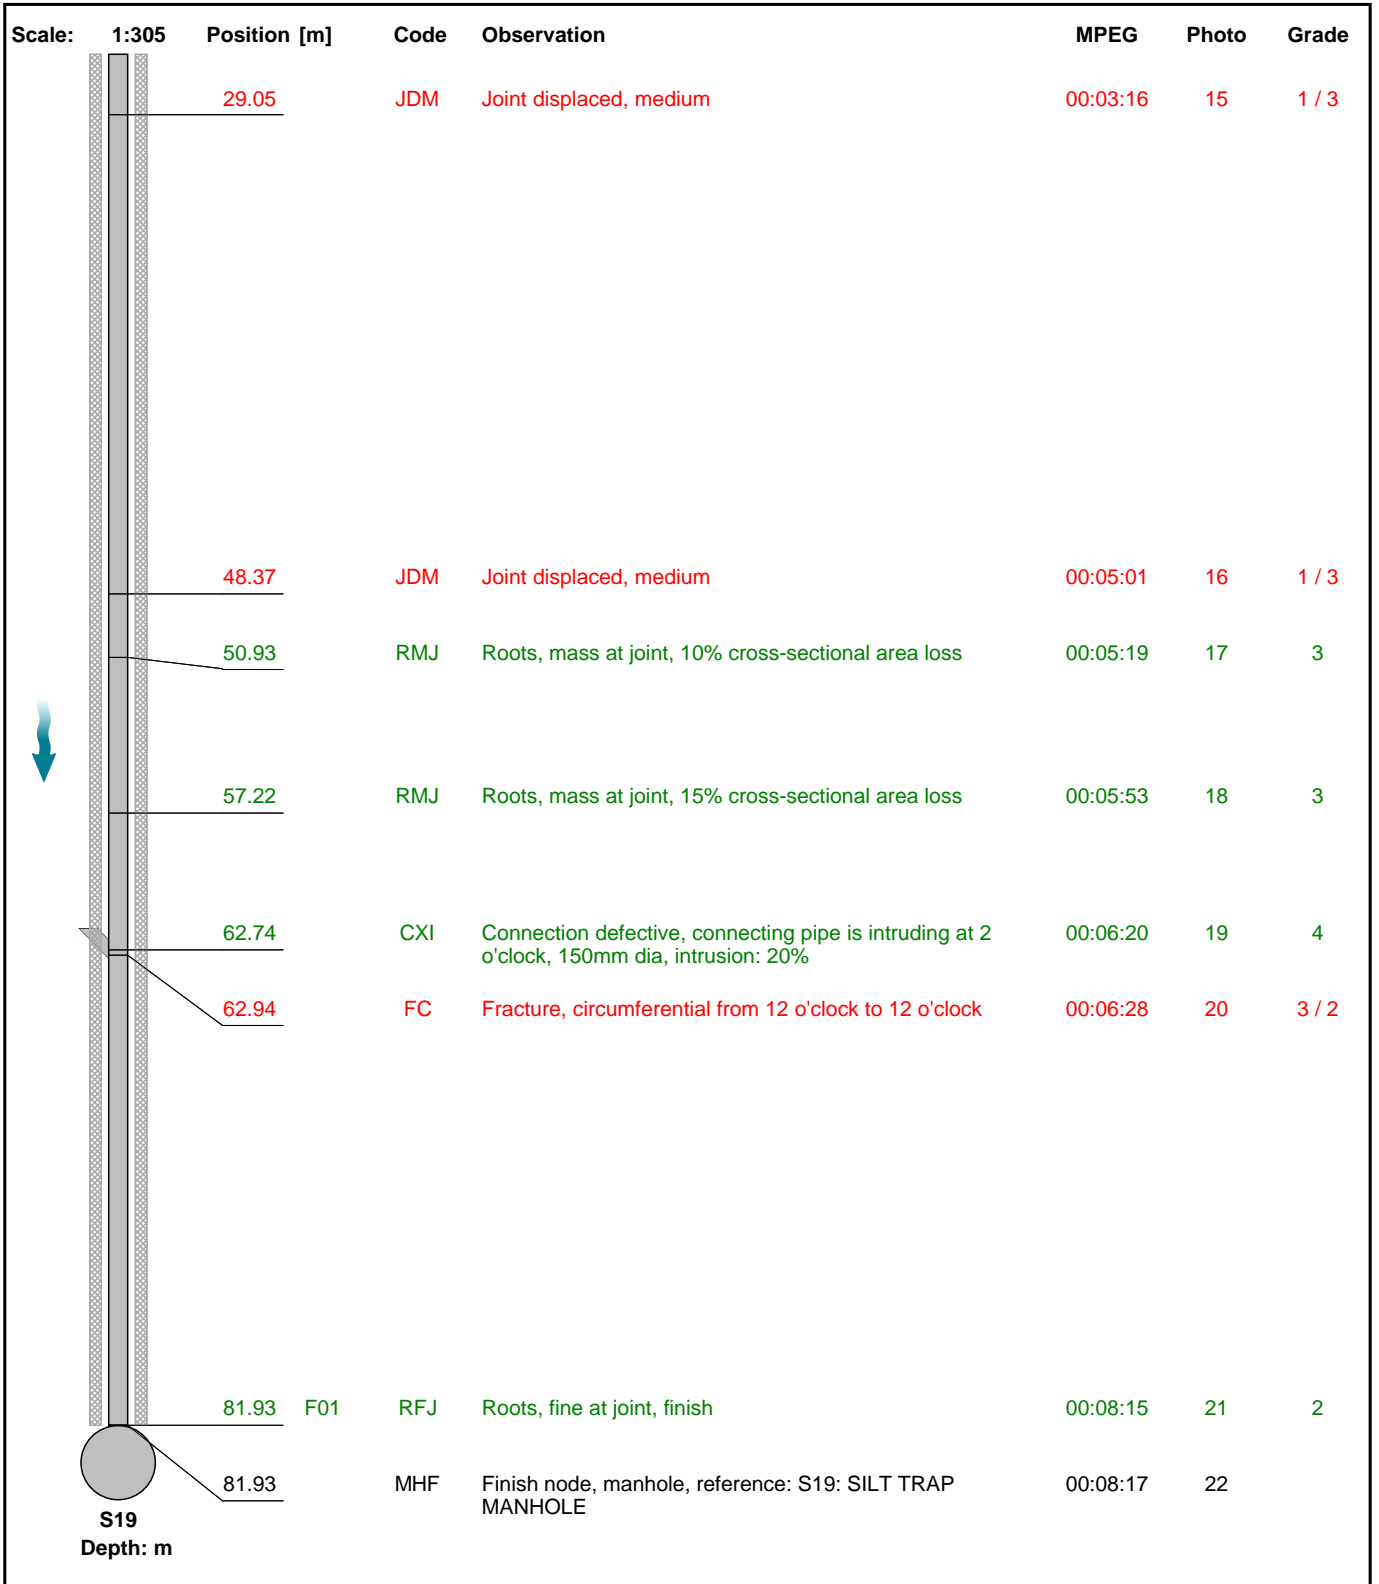 Scale: 1:305 Position [m] Code Observation MPEG Photo Grade
29.05 JDM Joint displaced, medium 00:03:16 15 1 / 3
48.37 JDM Joint displaced, medium 00:05:01 16 1 / 3
50.93 RMJ Roots, mass at joint, 10% cross-sectional area loss 00:05:19 17 3
57.22 RMJ Roots, mass at joint, 15% cross-sectional area loss 00:05:53 18 3
62.74 CXI Connection defective, connecting pipe is intruding at 2 00:06:20 19 4
o'clock, 150mm dia, intrusion: 20%
62.94 FC Fracture, circumferential from 12 o'clock to 12 o'clock 00:06:28 20 3 / 2
81.93 F01 RFJ Roots, fine at joint, finish 00:08:15 21 2
81.93 MHF Finish node, manhole, reference: S19: SILT TRAP 00:08:17 22
MANHOLE
S19
Depth: m